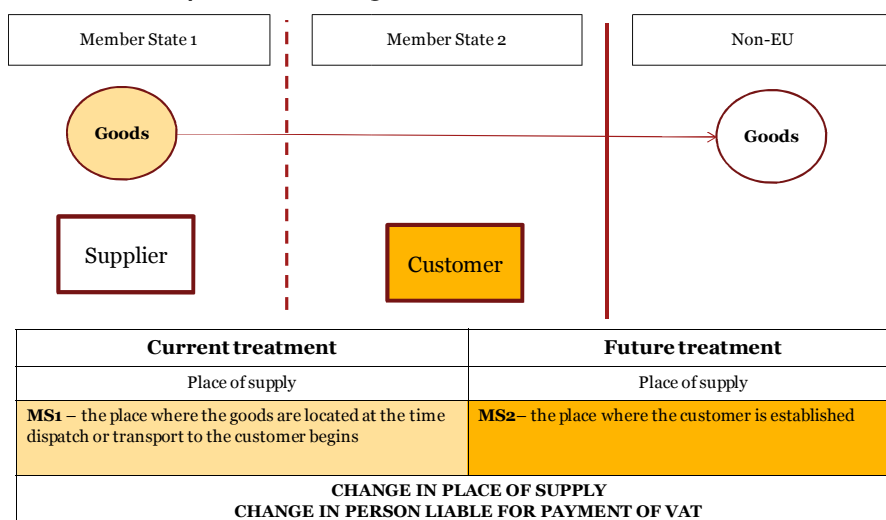 Member State 1
Member State 2
Non-EU
Goods
Goods
Supplier
Customer
Current treatment
Future treatment
Place of supply
Place of supply
MS1 – the place where the goods are located at the time
dispatch or transport to the customer begins
MS2– the place where the customer is established
CHANGE IN PLACE OF SUPPLY
CHANGE IN PERSON LIABLE FOR PAYMENT OF VAT